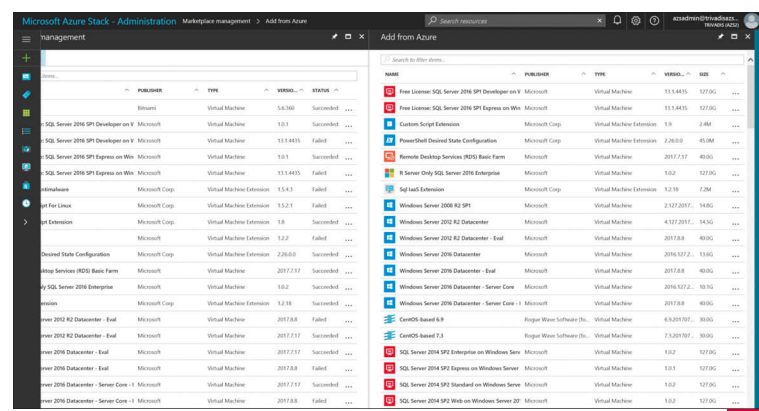 Microsoft Azure Stack - Administration Marketplace management > Add from Azure Search resources azsadmin@trivadisazs...
TRIVADIS (AZS2)
management
Add from Azure
items...
Search to filter items...
PUBLISHER TYPE VERSIO... STATUS
Bitnami Virtual Machine 5.6.360 Succeeded ...
: SQL Server 2016 SP1 Developer on V Microsoft Virtual Machine 1.0.1 Succeeded ...
: SQL Server 2016 SP1 Developer on V Microsoft Virtual Machine 13.1.4435 Failed ...
: SQL Server 2016 SP1 Express on Win Microsoft Virtual Machine 1.0.1 Succeeded ...
: SQL Server 2016 SP1 Express on Win Microsoft Virtual Machine 13.1.4435 Failed ...
ntimalware Microsoft Corp. Virtual Machine Extension 1.5.4.3 Failed ...
ipt For Linux Microsoft Corp. Virtual Machine Extension 1.5.2.1 Failed ...
ipt Extension Microsoft Corp. Virtual Machine Extension 1.8 Succeeded ...
Microsoft Virtual Machine Extension 1.2.2 Failed ...
Desired State Configuration Microsoft Corp. Virtual Machine Extension 2.26.0.0 Succeeded ...
sktop Services (RDS) Basic Farm Microsoft Virtual Machine 2017.7.17 Succeeded ...
ly SQL Server 2016 Enterprise Microsoft Virtual Machine 1.0.2 Succeeded ...
ension Microsoft Corp. Virtual Machine Extension 1.2.18 Succeeded ...
erver 2012 R2 Datacenter - Eval Microsoft Virtual Machine 2017.8.8 Failed ...
erver 2012 R2 Datacenter - Eval Microsoft Virtual Machine 2017.7.17 Succeeded ...
erver 2016 Datacenter - Eval Microsoft Virtual Machine 2017.7.17 Succeeded ...
erver 2016 Datacenter - Eval Microsoft Virtual Machine 2017.8.8 Failed ...
erver 2016 Datacenter - Server Core - I Microsoft Virtual Machine 2017.7.17 Succeeded ...
erver 2016 Datacenter - Server Core - I Microsoft Virtual Machine 2017.8.8 Failed ...
NAME PUBLISHER TYPE VERSIO... SIZE
Free License: SQL Server 2016 SP1 Developer on V Microsoft Virtual Machine 13.1.4435 127.0G ...
Free License: SQL Server 2016 SP1 Express on Win Microsoft Virtual Machine 13.1.4435 127.0G ...
Custom Script Extension Microsoft Corp. Virtual Machine Extension 1.9 2.4M ...
PowerShell Desired State Configuration Microsoft Corp. Virtual Machine Extension 2.26.0.0 45.0M ...
Remote Desktop Services (RDS) Basic Farm Microsoft Virtual Machine 2017.7.17 40.0G ...
R Server Only SQL Server 2016 Enterprise Microsoft Virtual Machine 1.0.2 127.0G ...
Sql IaaS Extension Microsoft Corp Virtual Machine Extension 1.2.18 7.2M ...
Windows Server 2008 R2 SP1 Microsoft Virtual Machine 2.127.2017... 14.8G ...
Windows Server 2012 R2 Datacenter Microsoft Virtual Machine 4.127.2017... 14.5G ...
Windows Server 2012 R2 Datacenter - Eval Microsoft Virtual Machine 2017.8.8 40.0G ...
Windows Server 2016 Datacenter Microsoft Virtual Machine 2016.127.2... 13.6G ...
Windows Server 2016 Datacenter - Eval Microsoft Virtual Machine 2017.8.8 40.0G ...
Windows Server 2016 Datacenter - Server Core Microsoft Virtual Machine 2016.127.2... 10.1G ...
Windows Server 2016 Datacenter - Server Core - I Microsoft Virtual Machine 2017.8.8 40.0G ...
CentOS-based 6.9 Rogue Wave Software (fo... Virtual Machine 6.9.201707... 30.0G ...
CentOS-based 7.3 Rogue Wave Software (fo... Virtual Machine 7.3.201707... 30.0G ...
SQL Server 2014 SP2 Enterprise on Windows Serv Microsoft Virtual Machine 1.0.2 127.0G ...
SQL Server 2014 SP2 Express on Windows Server Microsoft Virtual Machine 1.0.1 127.0G ...
SQL Server 2014 SP2 Standard on Windows Serve Microsoft Virtual Machine 1.0.2 127.0G ...
SQL Server 2014 SP2 Web on Windows Server 20 Microsoft Virtual Machine 1.0.2 127.0G ...